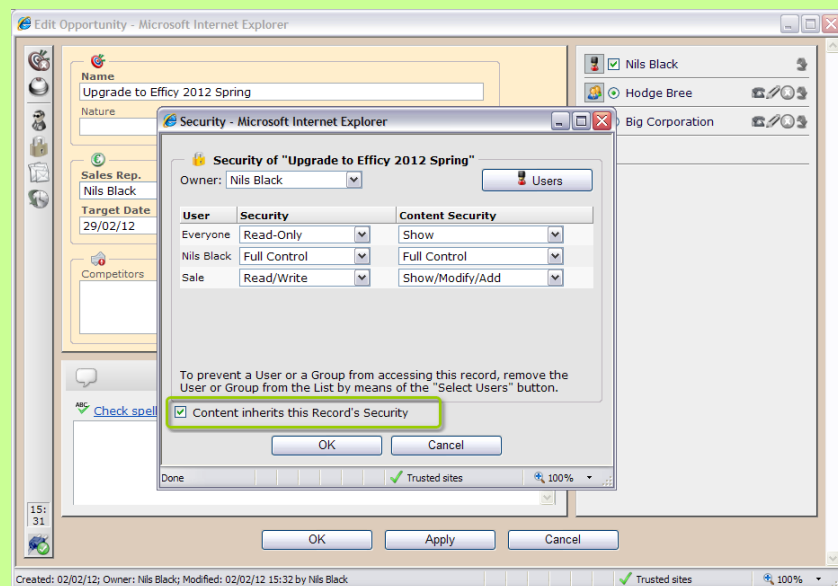 Edit Opportunity - Microsoft Internet Explorer
Name
Upgrade to Efficy 2012 Spring
Nature
Sales Rep.
Nils Black
Target Date
29/02/12
Competitors
ABC
Check spell
15:
31
Nils Black
Hodge Bree
Big Corporation
Security - Microsoft Internet Explorer
Security of "Upgrade to Efficy 2012 Spring"
Owner: Nils Black
Users
User Security Content Security
Everyone Read-Only Show
Nils Black Full Control Full Control
Sale Read/Write Show/Modify/Add
To prevent a User or a Group from accessing this record, remove the
User or Group from the List by means of the "Select Users" button.
Content inherits this Record's Security
OK Cancel
Done Trusted sites 100%
OK Apply Cancel
Created: 02/02/12; Owner: Nils Black; Modified: 02/02/12 15:32 by Nils Black Trusted sites 100%